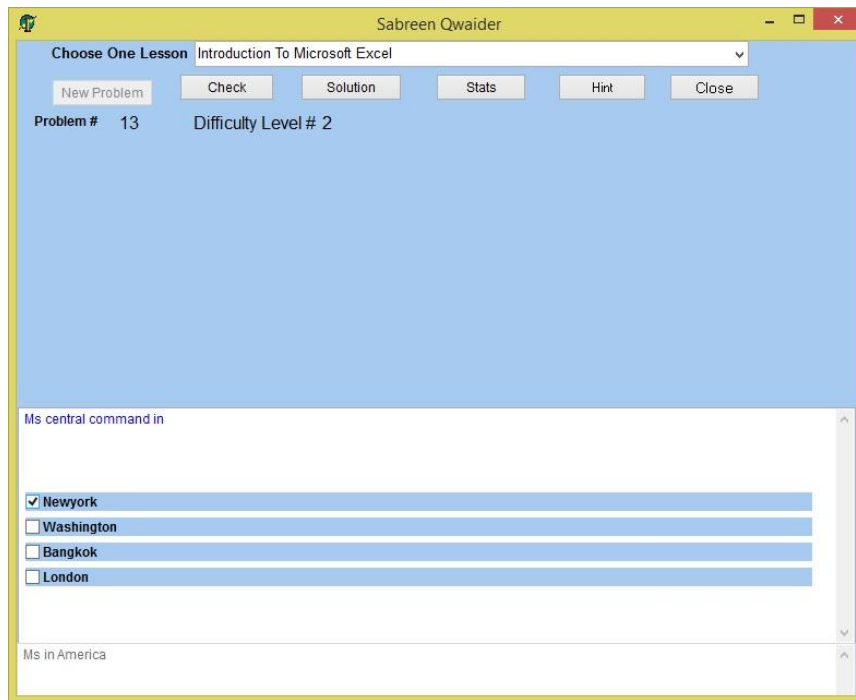 Sabreen Qwaider
Choose One Lesson Introduction To Microsoft Excel
New Problem Check Solution Stats Hint Close
Problem # 13 Difficulty Level # 2
Ms central command in
Newyork
Washington
Bangkok
London
Ms in America